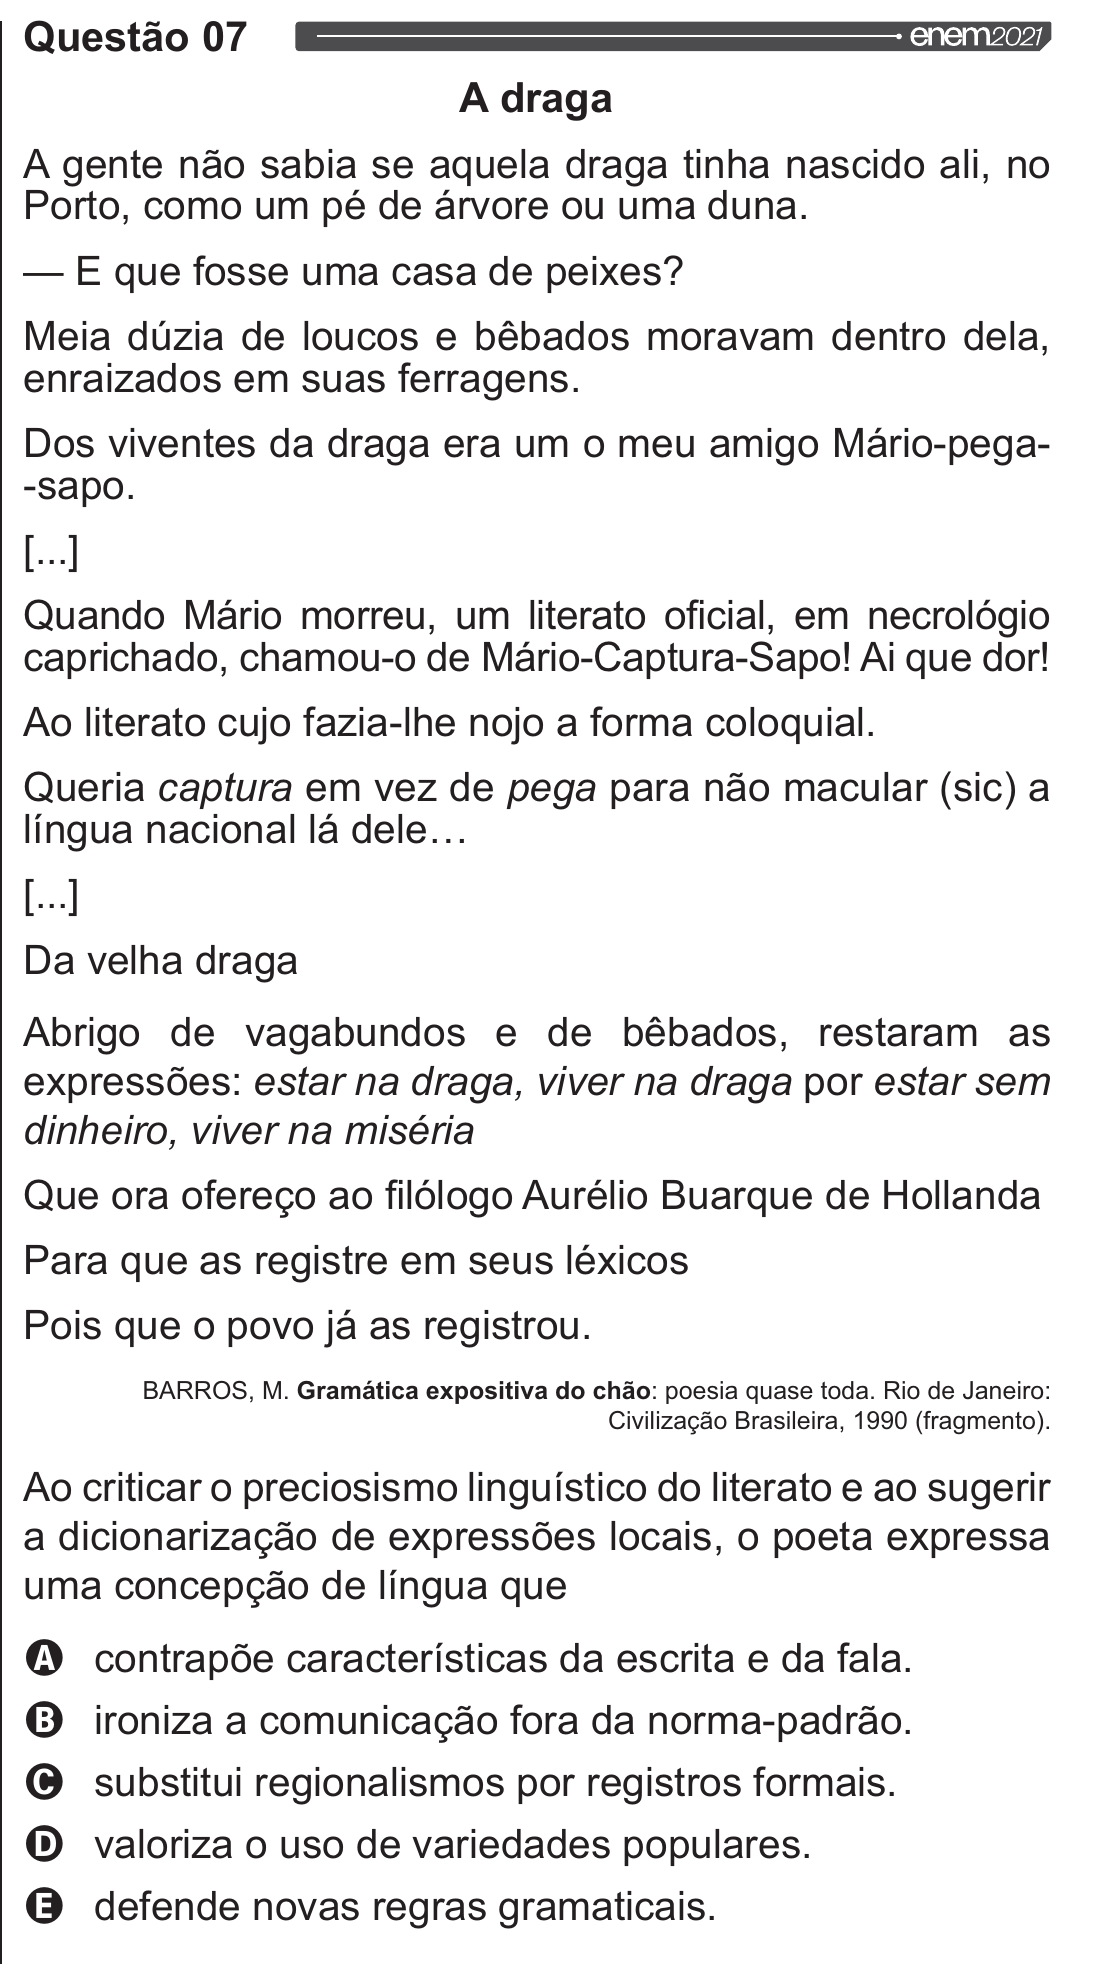 Questão 07
enem2021
A draga
A gente não sabia se aquela draga tinha nascido ali, no
Porto, como um pé de árvore ou uma duna.
— E que fosse uma casa de peixes?
Meia dúzia de loucos e bêbados moravam dentro dela,
enraizados em suas ferragens.
Dos viventes da draga era um o meu amigo Mário-pega-
-sapo.
[...]
Quando Mário morreu, um literato oficial, em necrológio
caprichado, chamou-o de Mário-Captura-Sapo! Ai que dor!
Ao literato cujo fazia-lhe nojo a forma coloquial.
Queria captura em vez de pega para não macular (sic) a
língua nacional lá dele…
[...]
Da velha draga
Abrigo de vagabundos e de bêbados, restaram as
expressões: estar na draga, viver na draga por estar sem
dinheiro, viver na miséria
Que ora ofereço ao filólogo Aurélio Buarque de Hollanda
Para que as registre em seus léxicos
Pois que o povo já as registrou.
BARROS, M. Gramática expositiva do chão: poesia quase toda. Rio de Janeiro:
Civilização Brasileira, 1990 (fragmento).
Ao criticar o preciosismo linguístico do literato e ao sugerir
a dicionarização de expressões locais, o poeta expressa
uma concepção de língua que
A contrapõe características da escrita e da fala.
B ironiza a comunicação fora da norma-padrão.
C substitui regionalismos por registros formais.
D valoriza o uso de variedades populares.
E defende novas regras gramaticais.